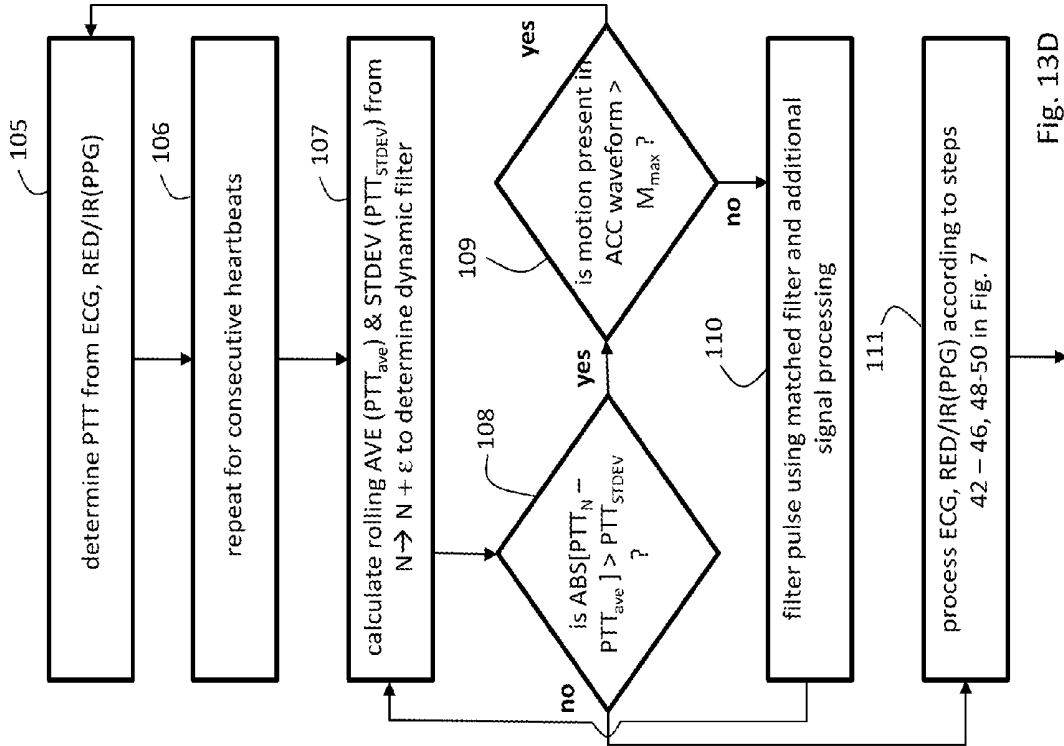 105
determine PTT from ECG, RED/IR(PPG)
106
repeat for consecutive heartbeats
107
calculate rolling AVE (PTTave) & STDEV (PTTSTDEV) from
N→ N + ε to determine dynamic filter
108
is ABS[PTTN –
PTTave] > PTTSTDEV
?
no
yes
109
is motion present in
ACC waveform >
Mmax ?
yes
no
110
filter pulse using matched filter and additional
signal processing
111
process ECG, RED/IR(PPG) according to steps
42 – 46, 48-50 in Fig. 7
Fig. 13D